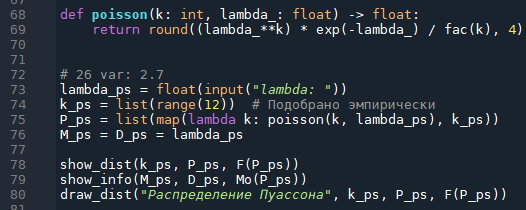 68 def poisson(k: int, lambda_: float) -> float:
69     return round((lambda_**k) * exp(-lambda_) / fac(k), 4)
70
71
72 # 26 var: 2.7
73 lambda_ps = float(input("lambda: "))
74 k_ps = list(range(12))  # Подобрано эмпирически
75 P_ps = list(map(lambda k: poisson(k, lambda_ps), k_ps))
76 M_ps = D_ps = lambda_ps
77
78 show_dist(k_ps, P_ps, F(P_ps))
79 show_info(M_ps, D_ps, Mo(P_ps))
80 draw_dist("Распределение Пуассона", k_ps, P_ps, F(P_ps))